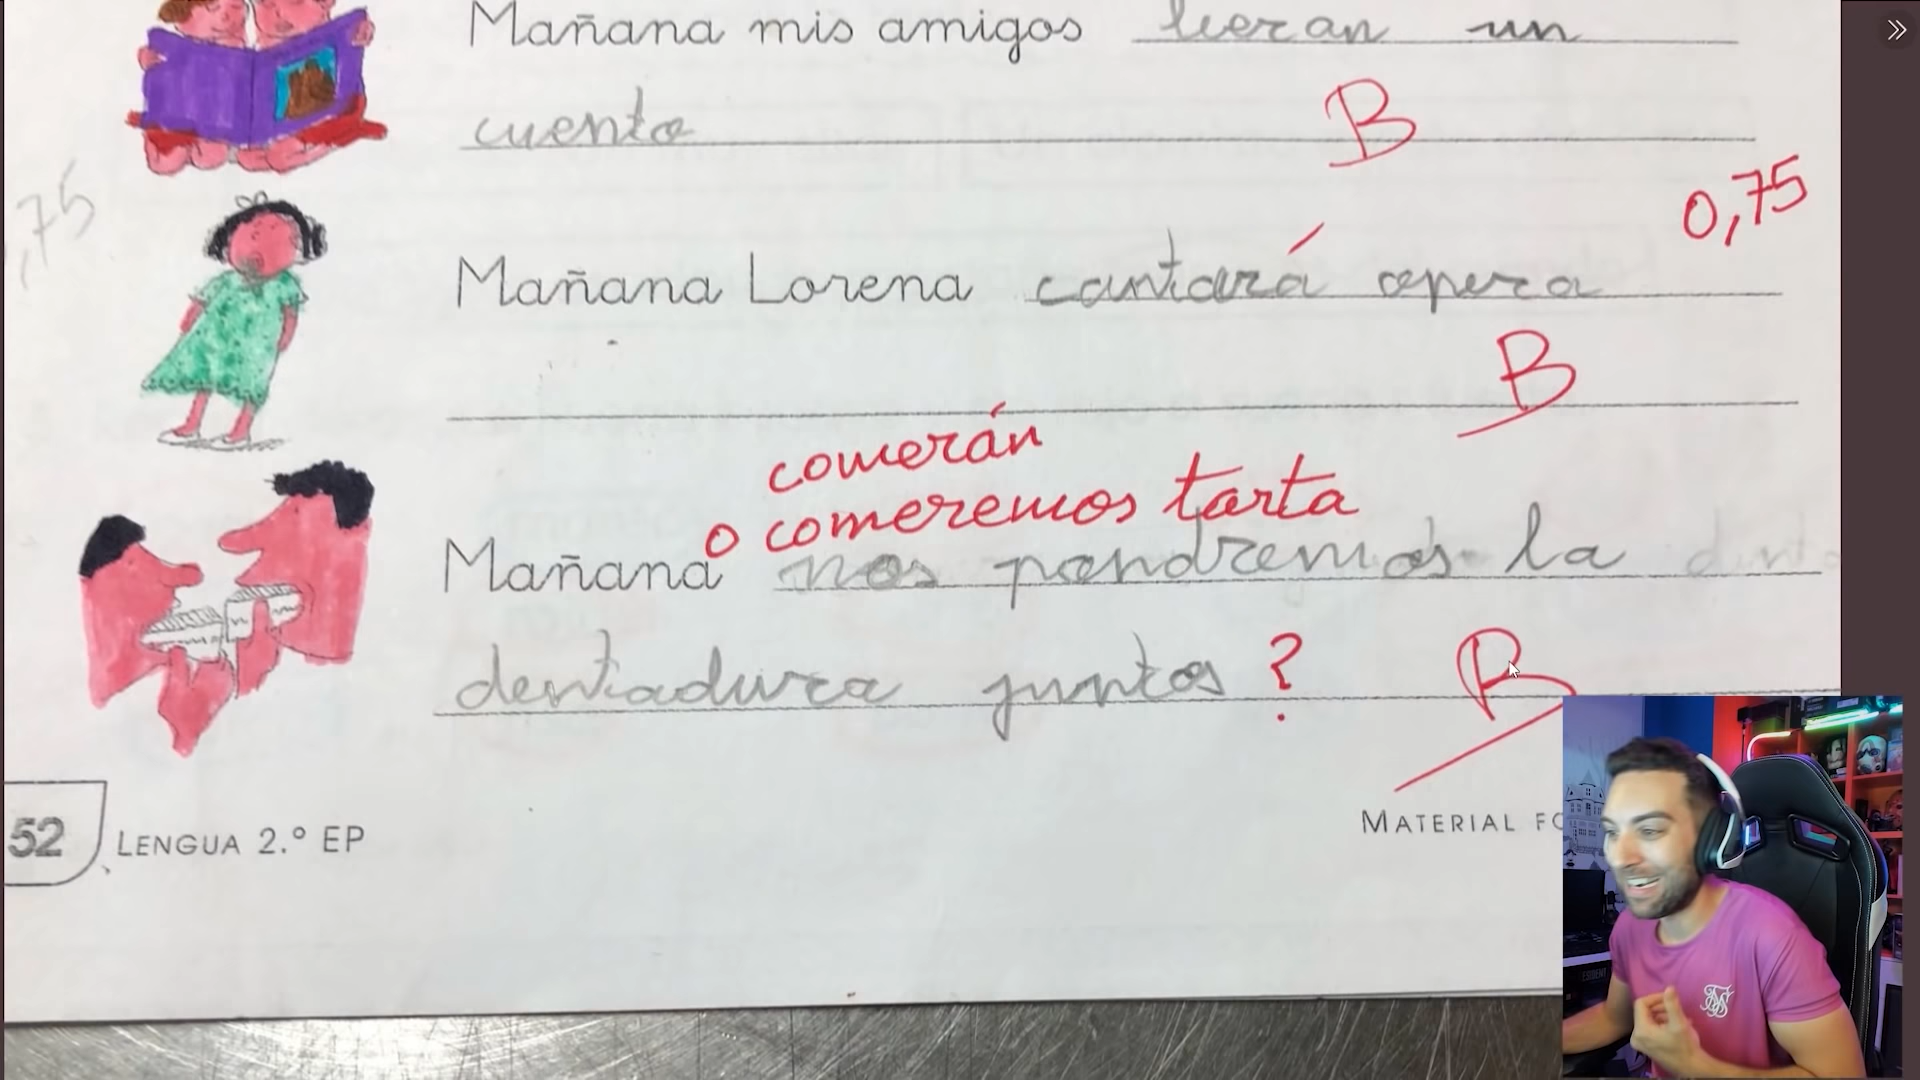 Mañana mis amigos leeran un
cuento
B
0,75
,75
Mañana Lorena cantará opera
B
comerán
o comeremos tarta
Mañana nos pondremos la
dentadura juntos ?
B
52 LENGUA 2.º EP
MATERIAL FO